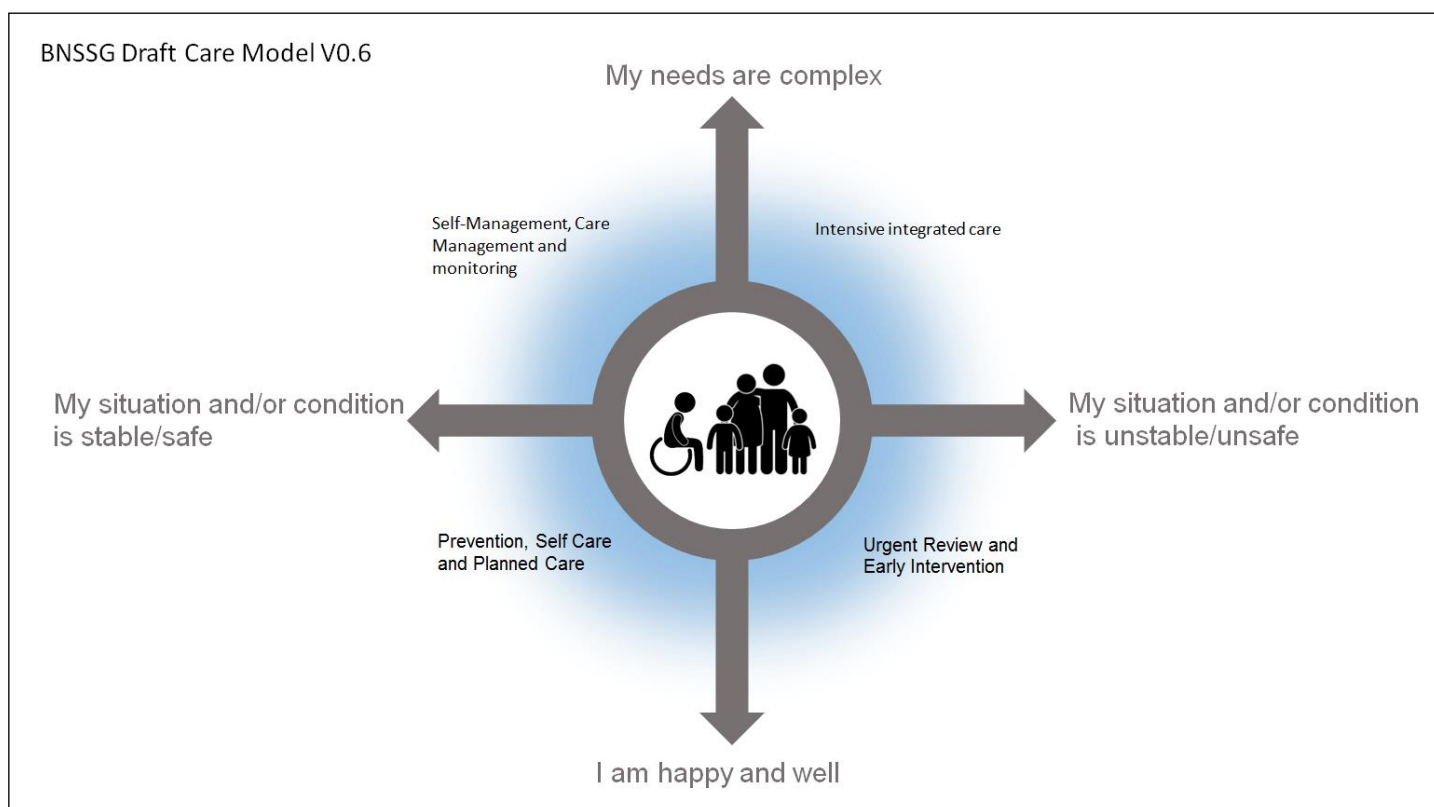 BNSSG Draft Care Model V0.6
My needs are complex
Self-Management, Care
Management and
monitoring
Intensive integrated care
My situation and/or condition
is stable/safe
My situation and/or condition
is unstable/unsafe
Prevention, Self Care
and Planned Care
Urgent Review and
Early Intervention
I am happy and well